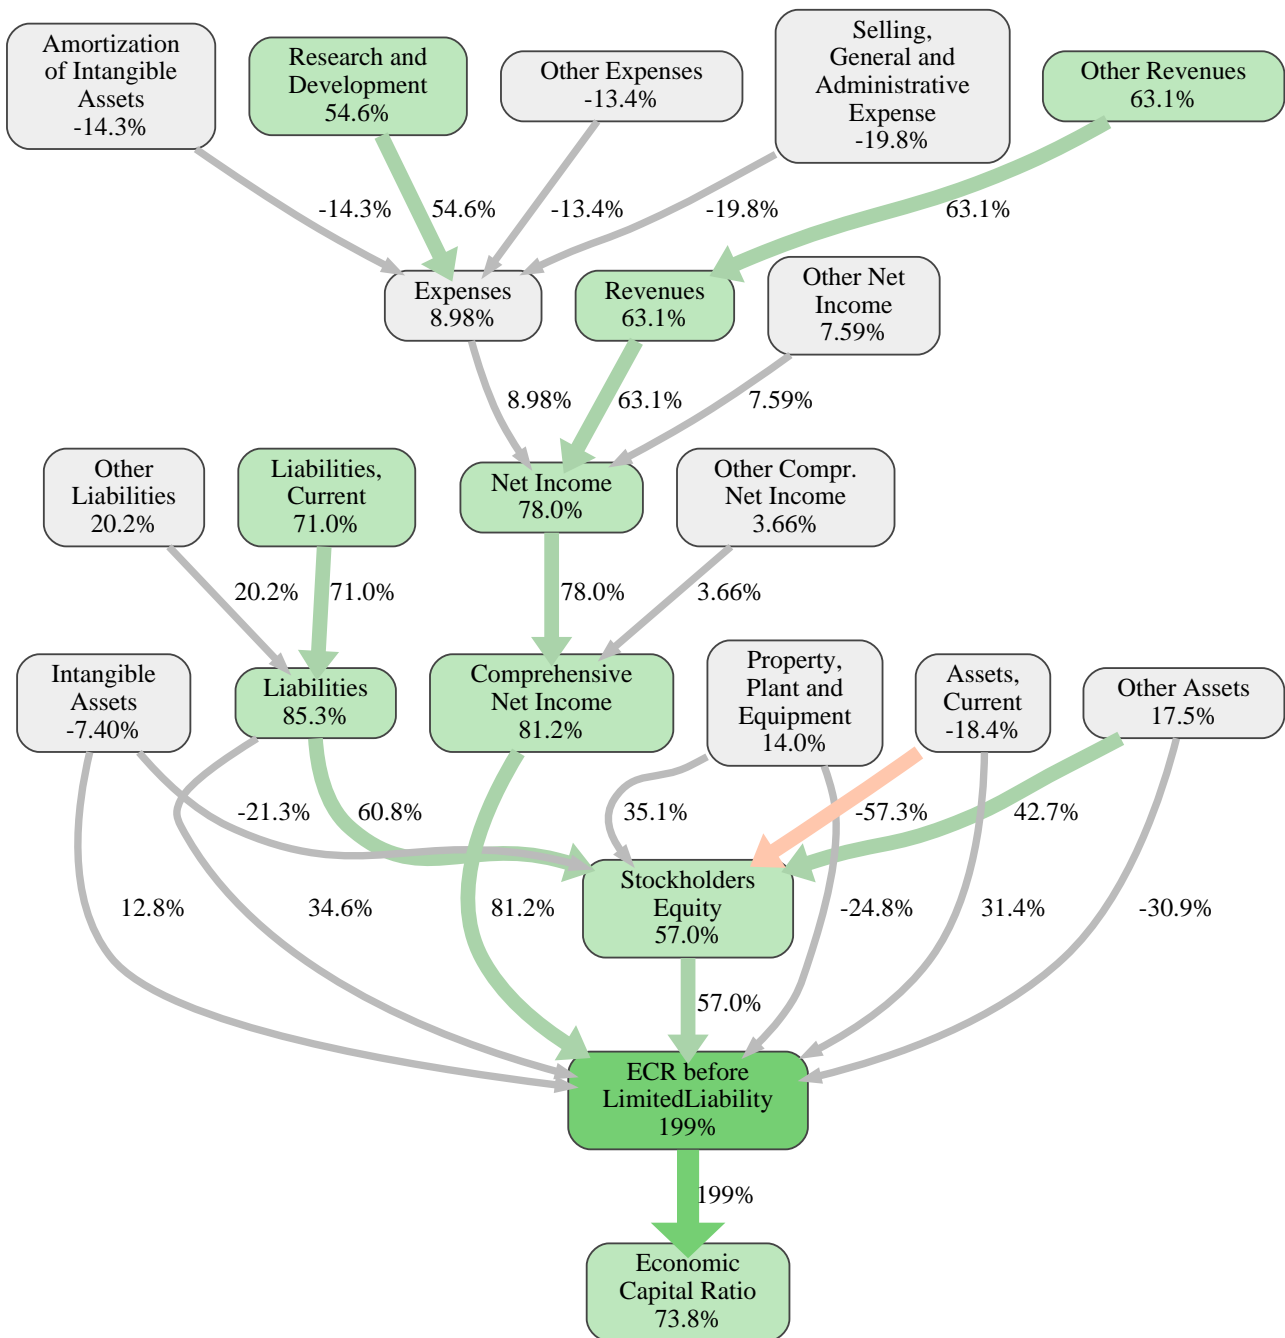 Amortization
of Intangible
Assets
-14.3%
Research and
Development
54.6%
Other Expenses
-13.4%
Selling,
General and
Administrative
Expense
-19.8%
Other Revenues
63.1%
-14.3%
54.6%
-13.4%
-19.8%
63.1%
Expenses
8.98%
Revenues
63.1%
Other Net
Income
7.59%
8.98%
63.1%
7.59%
Other
Liabilities
20.2%
Liabilities,
Current
71.0%
Net Income
78.0%
Other Compr.
Net Income
3.66%
20.2%
71.0%
78.0%
3.66%
Intangible
Assets
-7.40%
Liabilities
85.3%
Comprehensive
Net Income
81.2%
Property,
Plant and
Equipment
14.0%
Assets,
Current
-18.4%
Other Assets
17.5%
-21.3%
60.8%
35.1%
-57.3%
42.7%
12.8%
34.6%
81.2%
Stockholders
Equity
57.0%
-24.8%
31.4%
-30.9%
57.0%
ECR before
LimitedLiability
199%
199%
Economic
Capital Ratio
73.8%